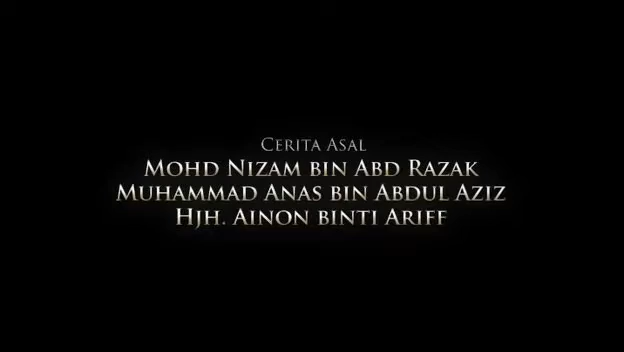 Cerita Asal
Mohd Nizam bin Abd Razak
Muhammad Anas bin Abdul Aziz
Hjh. Ainon binti Ariff